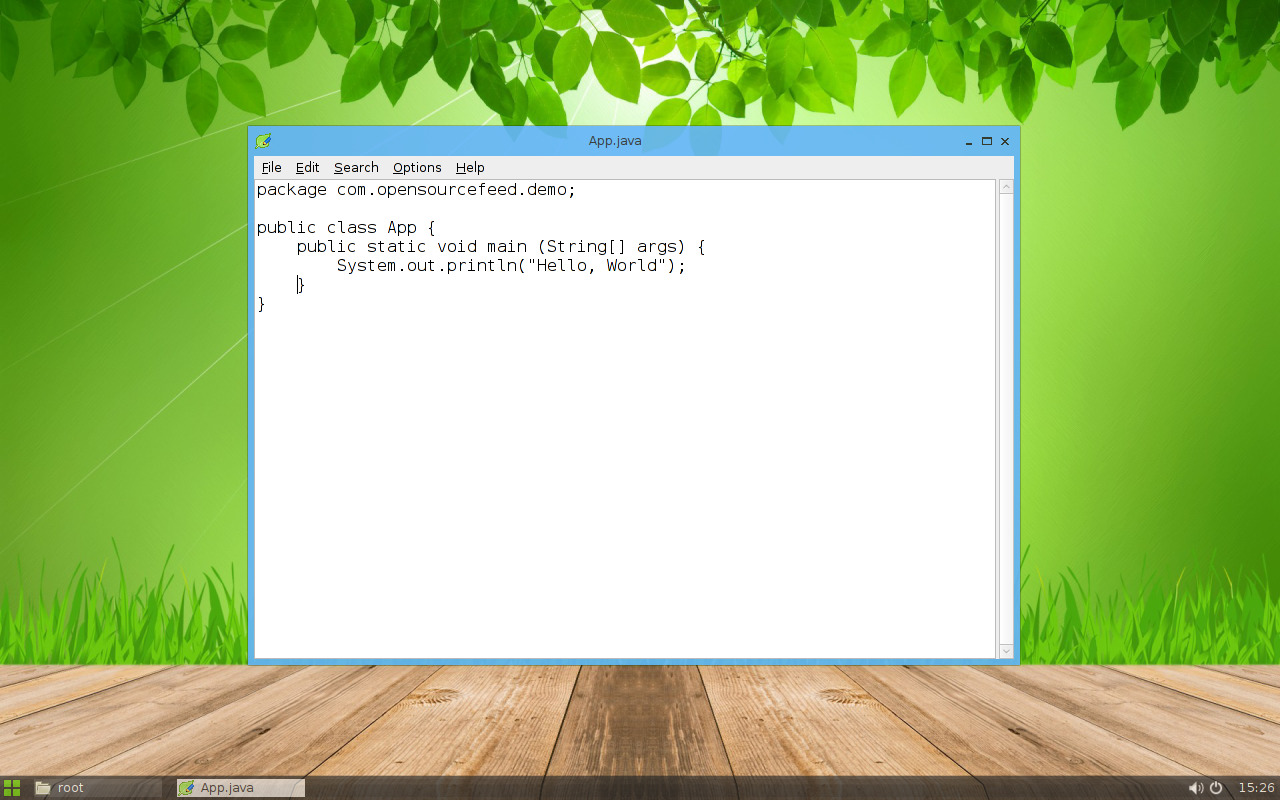 App.java
File Edit Search Options Help
package com.opensourcefeed.demo;
public class App {
    public static void main (String[] args) {
        System.out.println("Hello, World");
    }
}
root App.java 15:26